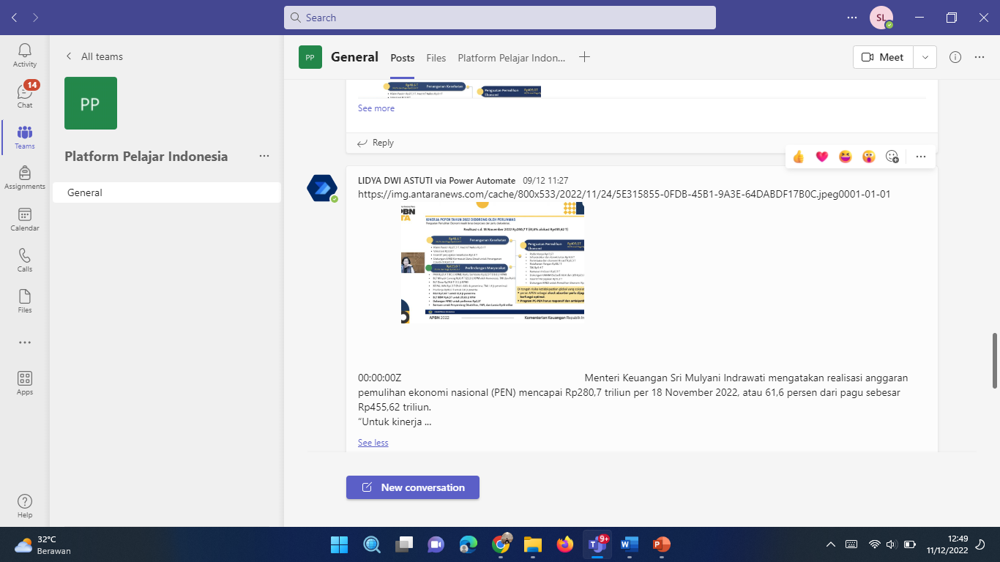 Search
SL
Activity
14
Chat
Teams
Assignments
Calendar
Calls
Files
Apps
Help
All teams
PP
Platform Pelajar Indonesia
General
PP
General
Posts
Files
Platform Pelajar Indon...
Meet
Penanganan Kesehatan
Penguatan Pemulihan
Ekonomi
See more
Reply
LIDYA DWI ASTUTI via Power Automate 09/12 11:27
https://img.antaranews.com/cache/800x533/2022/11/24/5E315855-0FDB-45B1-9A3E-64DABDF17B0C.jpeg0001-01-01
KINERJA PCPEN TAHUN 2022 DIDORONG OLEH PERLINMAS
Realisasi s.d. 18 November 2022 Rp280,7 T (61,6% alokasi Rp455,62 T)
Penanganan Kesehatan
Penguatan Pemulihan
Ekonomi
Perlindungan Masyarakat
APBN 2022
Kementerian Keuangan Republik In
00:00:00Z Menteri Keuangan Sri Mulyani Indrawati mengatakan realisasi anggaran
pemulihan ekonomi nasional (PEN) mencapai Rp280,7 triliun per 18 November 2022, atau 61,6 persen dari pagu sebesar
Rp455,62 triliun.
“Untuk kinerja ...
See less
New conversation
32°C
Berawan
9+
12:49
11/12/2022